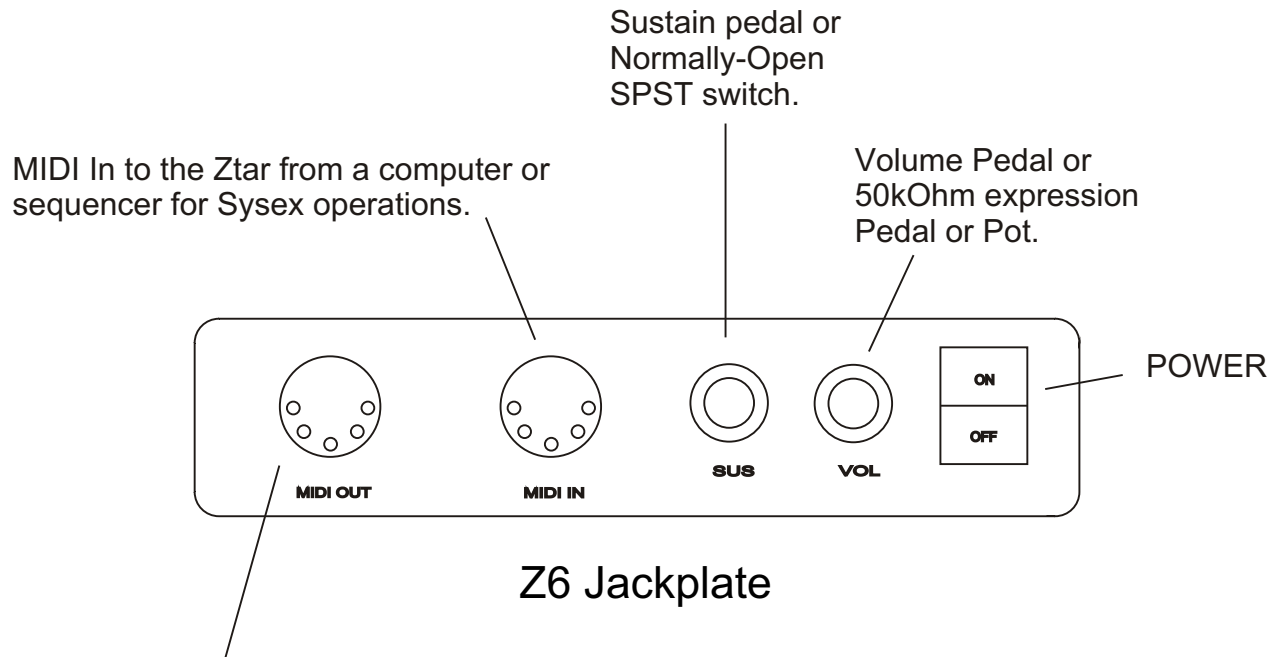 Sustain pedal or
Normally-Open
SPST switch.
MIDI In to the Ztar from a computer or
sequencer for Sysex operations.
Volume Pedal or
50kOhm expression
Pedal or Pot.
POWER
ON
OFF
SUS
VOL
MIDI OUT
MIDI IN
Z6 Jackplate